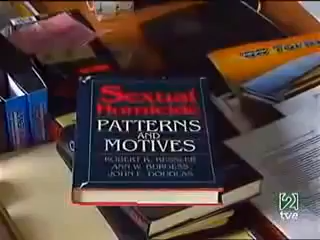 Sexual
Homicide
PATTERNS
AND
MOTIVES
ROBERT K. RESSLER
ANN W. BURGESS
JOHN E. DOUGLAS
2
tve